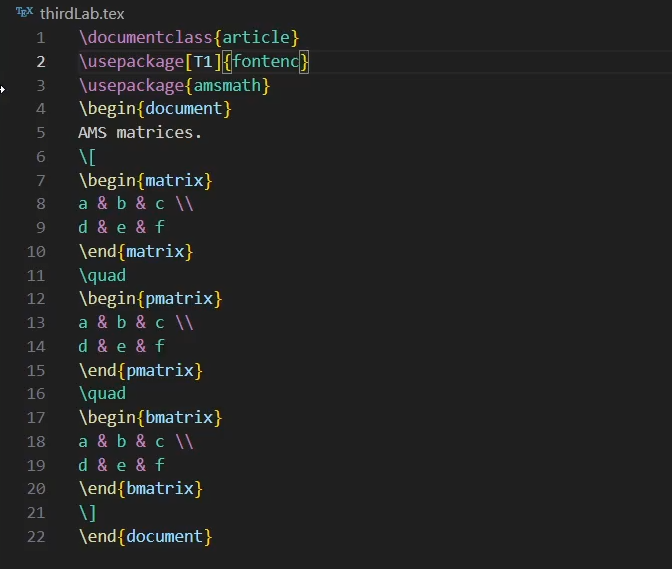 TEX thirdLab.tex
1 \documentclass{article}
2 \usepackage[T1]{fontenc}
3 \usepackage{amsmath}
4 \begin{document}
5 AMS matrices.
6 \[
7 \begin{matrix}
8 a & b & c \\
9 d & e & f
10 \end{matrix}
11 \quad
12 \begin{pmatrix}
13 a & b & c \\
14 d & e & f
15 \end{pmatrix}
16 \quad
17 \begin{bmatrix}
18 a & b & c \\
19 d & e & f
20 \end{bmatrix}
21 \]
22 \end{document}